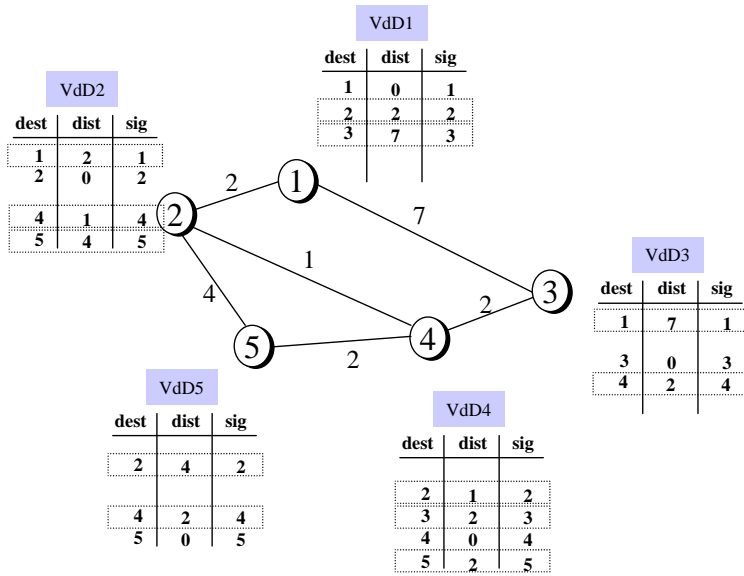 VdD1
dest dist sig
1 0 1
2 2 2
3 7 3
VdD2
dest dist sig
1 2 1
2 0 2
4 1 4
5 4 5
2
1
7
2
1
4
2
3
5
2
4
VdD3
dest dist sig
1 7 1
3 0 3
4 2 4
VdD5
dest dist sig
2 4 2
4 2 4
5 0 5
VdD4
dest dist sig
2 1 2
3 2 3
4 0 4
5 2 5